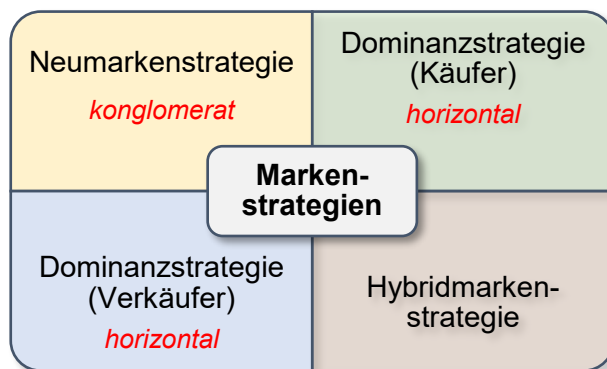 Neumarkenstrategie
konglomerat
Dominanzstrategie
(Käufer)
horizontal
Marken-
strategien
Dominanzstrategie
(Verkäufer)
horizontal
Hybridmarken-
strategie